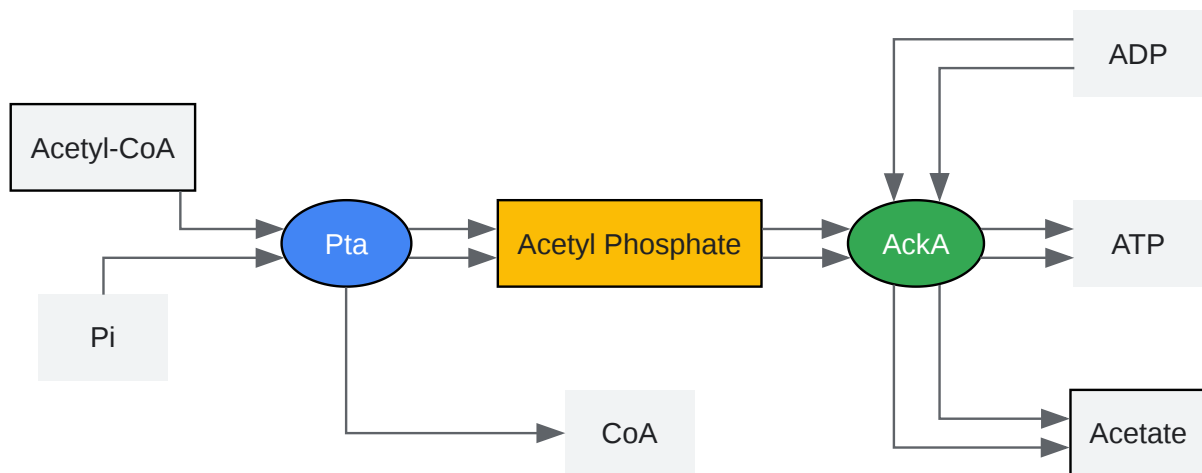 ADP
Acetyl-CoA
Pta
Acetyl Phosphate
AckA
ATP
Pi
CoA
Acetate